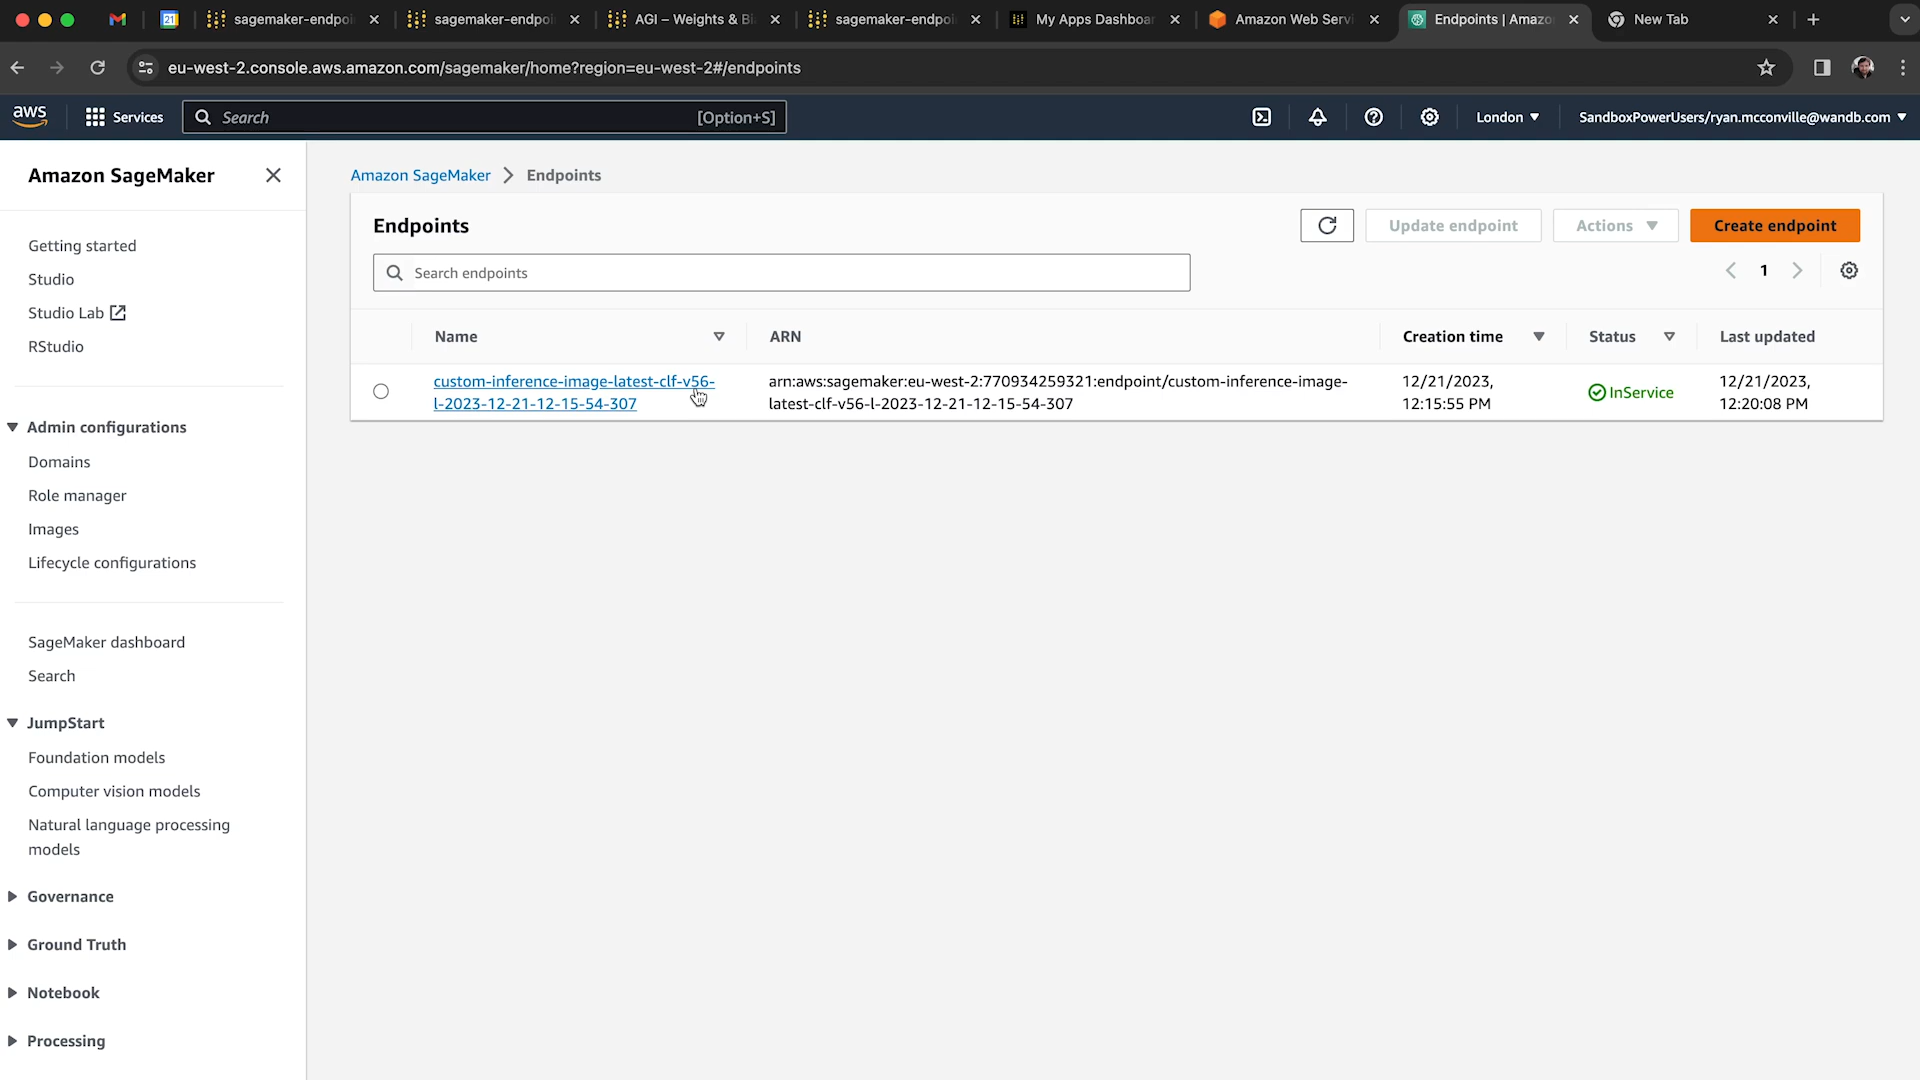 sagemaker-endpoi
sagemaker-endpoi
AGI – Weights & Bi
sagemaker-endpoi
My Apps Dashboar
Amazon Web Servi
Endpoints | Amazo
New Tab
21
eu-west-2.console.aws.amazon.com/sagemaker/home?region=eu-west-2#/endpoints
aws
Services
Search
[Option+S]
London
SandboxPowerUsers/ryan.mcconville@wandb.com
Amazon SageMaker
Getting started
Studio
Studio Lab
RStudio
Admin configurations
Domains
Role manager
Images
Lifecycle configurations
SageMaker dashboard
Search
JumpStart
Foundation models
Computer vision models
Natural language processing
models
Governance
Ground Truth
Notebook
Processing
Amazon SageMaker
Endpoints
Endpoints
Update endpoint
Actions
Create endpoint
Search endpoints
1
Name
ARN
Creation time
Status
Last updated
custom-inference-image-latest-clf-v56-
l-2023-12-21-12-15-54-307
arn:aws:sagemaker:eu-west-2:770934259321:endpoint/custom-inference-image-
latest-clf-v56-l-2023-12-21-12-15-54-307
12/21/2023,
12:15:55 PM
InService
12/21/2023,
12:20:08 PM